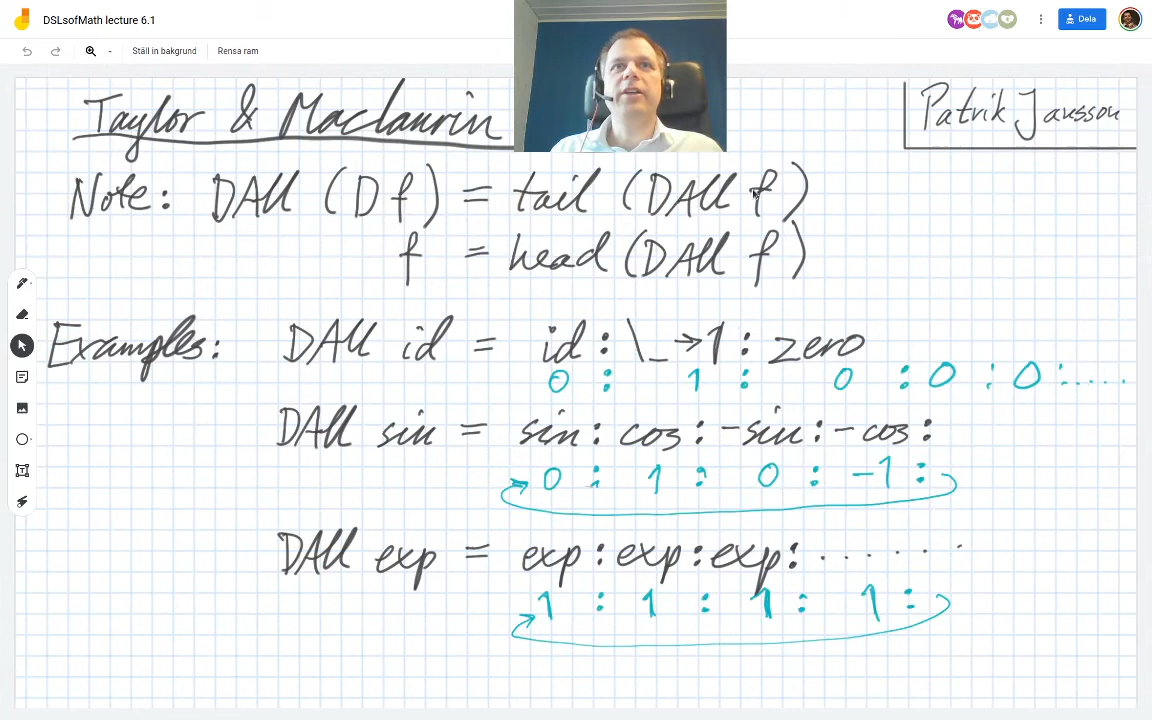 DSLsofMath lecture 6.1
Dela
Ställ in bakgrund Rensa ram
Taylor & Maclaurin
Patrik Jansson
Note: DAll (D f) = tail (DAll f)
f = head (DAll f)
Examples: DAll id = id : \_ → 1 : zero
0 : 1 : 0 : 0 : 0 : ....
DAll sin = sin : cos : -sin : - cos :
0 : 1 : 0 : -1 :
DAll exp = exp : exp : exp : . . . . . .
1 : 1 : 1 : 1 :